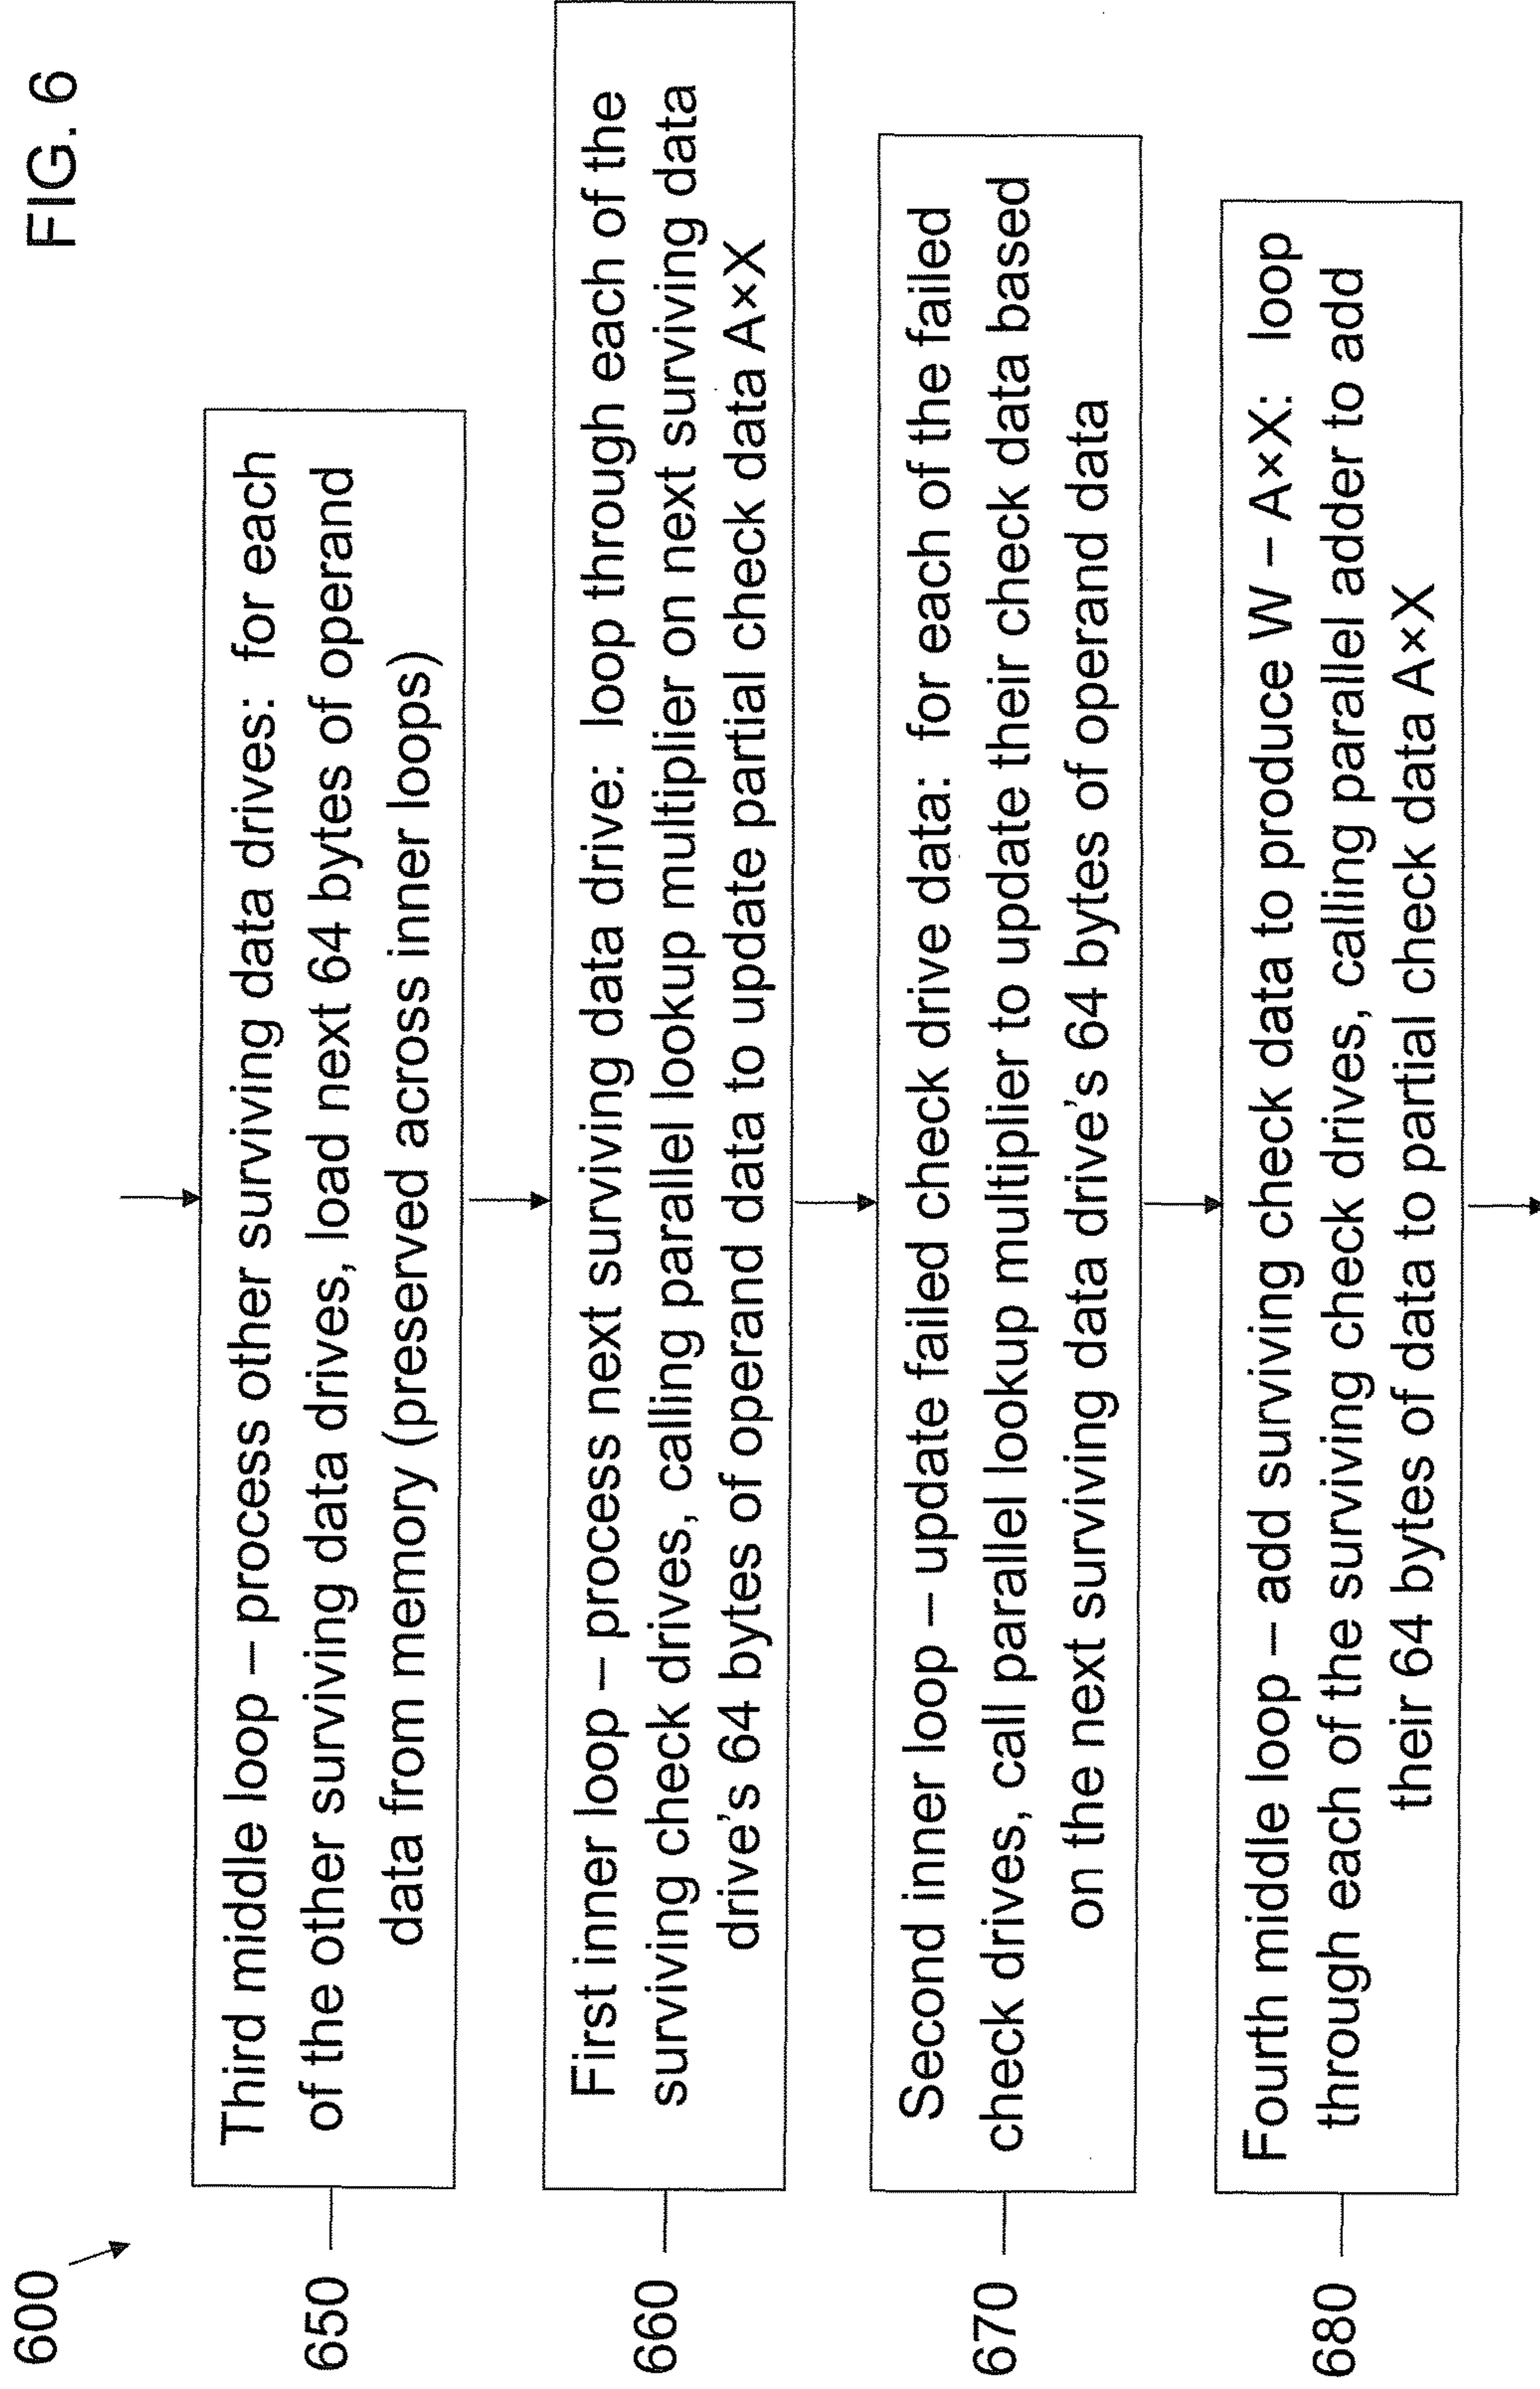 FIG. 6
600
650
Third middle loop – process other surviving data drives: for each
of the other surviving data drives, load next 64 bytes of operand
data from memory (preserved across inner loops)
660
First inner loop – process next surviving data drive: loop through each of the
surviving check drives, calling parallel lookup multiplier on next surviving data
drive's 64 bytes of operand data to update partial check data A×X
670
Second inner loop – update failed check drive data: for each of the failed
check drives, call parallel lookup multiplier to update their check data based
on the next surviving data drive's 64 bytes of operand data
680
Fourth middle loop – add surviving check data to produce W – A×X: loop
through each of the surviving check drives, calling parallel adder to add
their 64 bytes of data to partial check data A×X